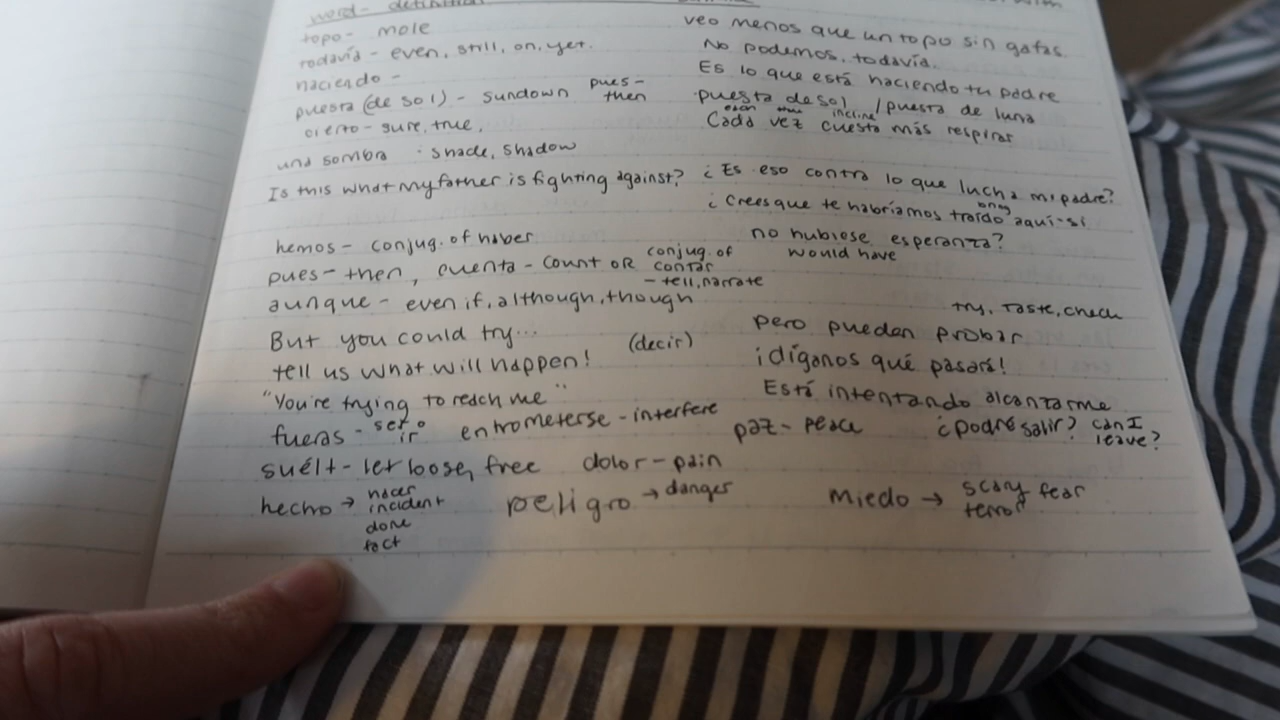 word - definition
with
topo - mole
veo menos que un topo sin gafas
todavía - even, still, on, yet.
No podemos, todavía.
haciendo -
Es lo que está haciendo tu padre
puesta (de sol) - sundown
pues - then
puesta de sol / puesta de luna
cierto - sure, true,
each
incline
Cada vez cuesta más respirar
una sombra - shade, shadow
Is this what my father is fighting against?
¿Es eso contra lo que lucha mi padre?
¿Crees que te habríamos traído aquí - si
no hubiese esperanza?
would have
hemos - conjug. of haber
pues - then, cuenta - count OR conjug. of contar
- tell, narrate
aunque - even if, although, though
try, taste, check
But you could try...
pero pueden probar
tell us what will happen!
(decir)
¡díganos qué pasará!
"You're trying to reach me"
Está intentando alcanzarme
fueras - ser o ir
entrometerse - interfere
paz - peace
¿podré salir? can I leave?
suélt - let loose, free
dolor - pain
hecho → hacer
incident
done
fact
peligro → danger
Miedo → scary fear
terror